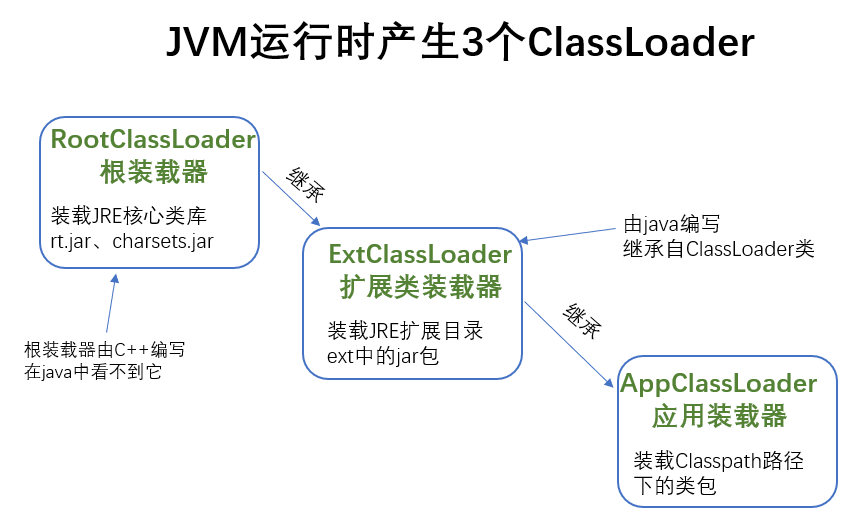 JVM运行时产生3个ClassLoader
RootClassLoader
根装载器
装载JRE核心类库
rt.jar、charsets.jar
继承
由java编写
继承自ClassLoader类
ExtClassLoader
扩展类装载器
装载JRE扩展目录
ext中的jar包
根装载器由C++编写
在java中看不到它
继承
AppClassLoader
应用装载器
装载Classpath路径
下的类包